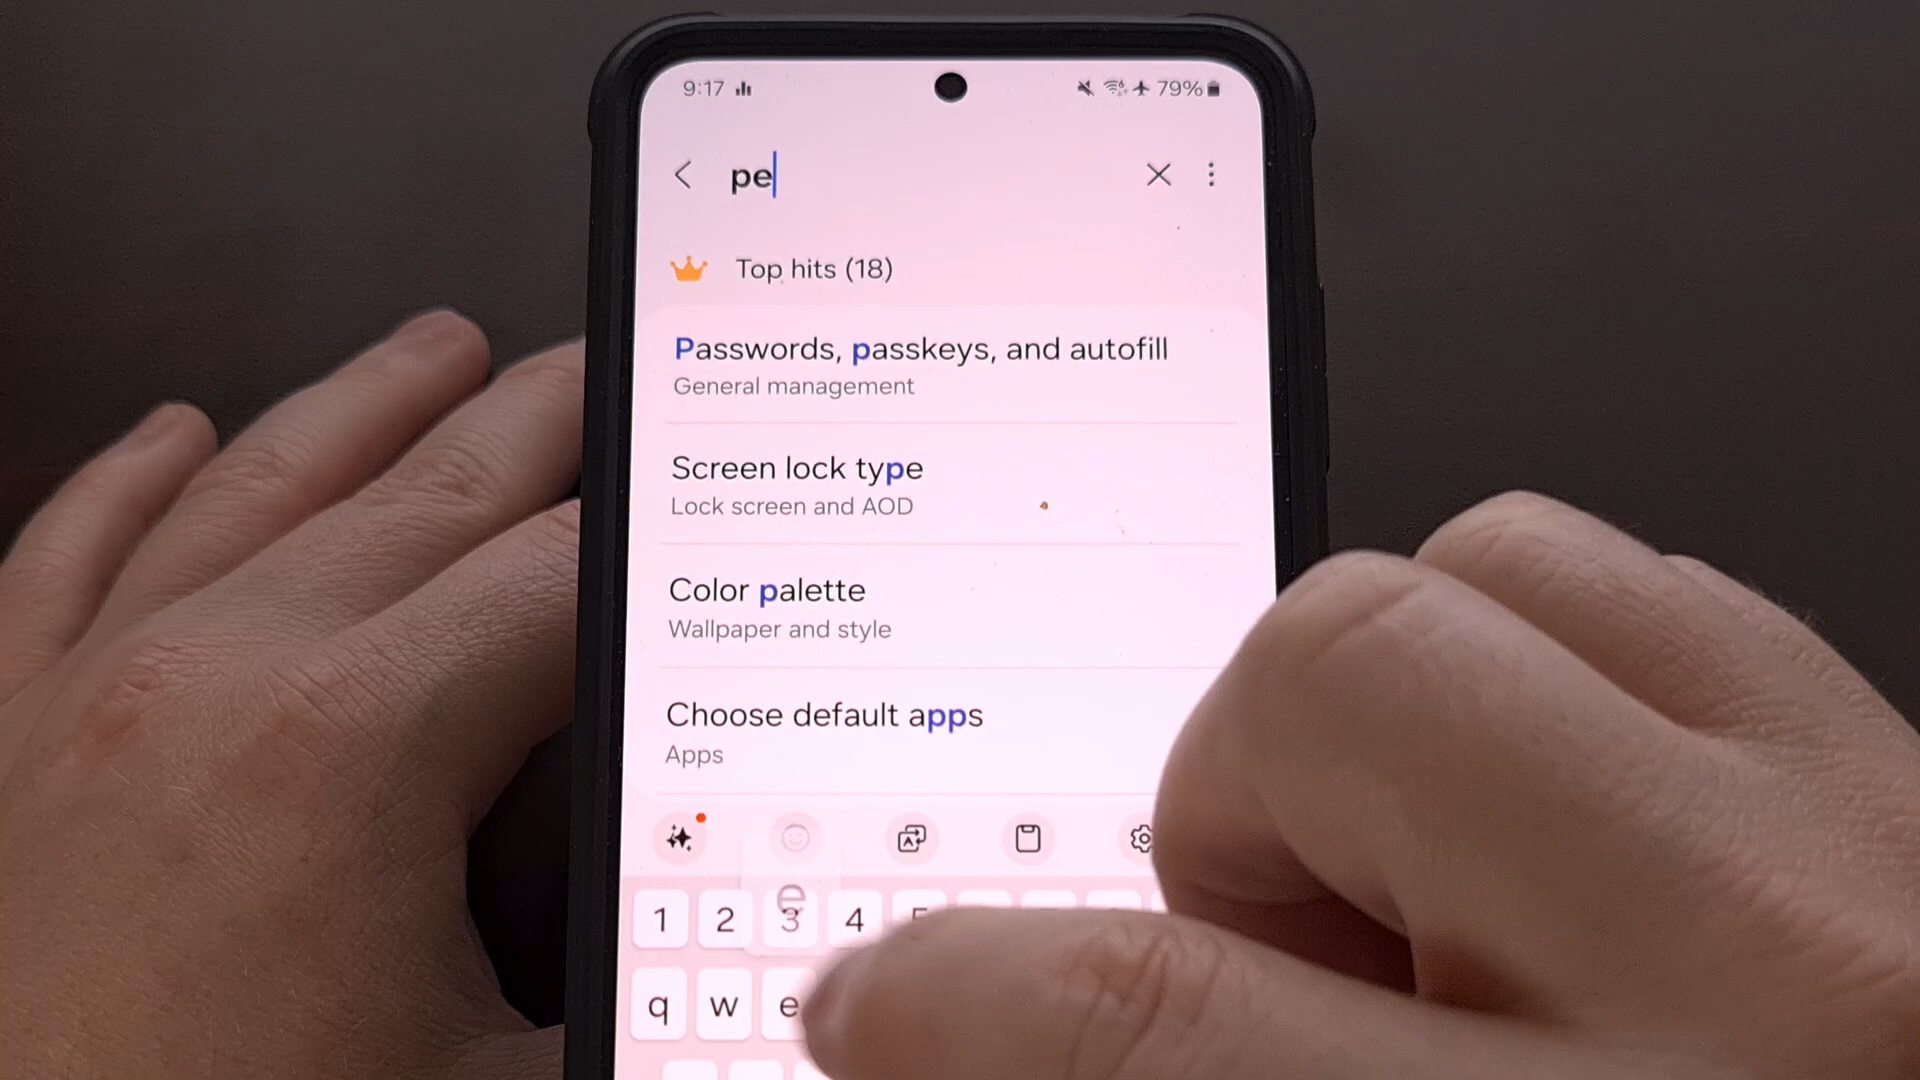 9:17 79%
pe
Top hits (18)
Passwords, passkeys, and autofill
General management
Screen lock type
Lock screen and AOD
Color palette
Wallpaper and style
Choose default apps
Apps
e
1 2 3 4
q w e